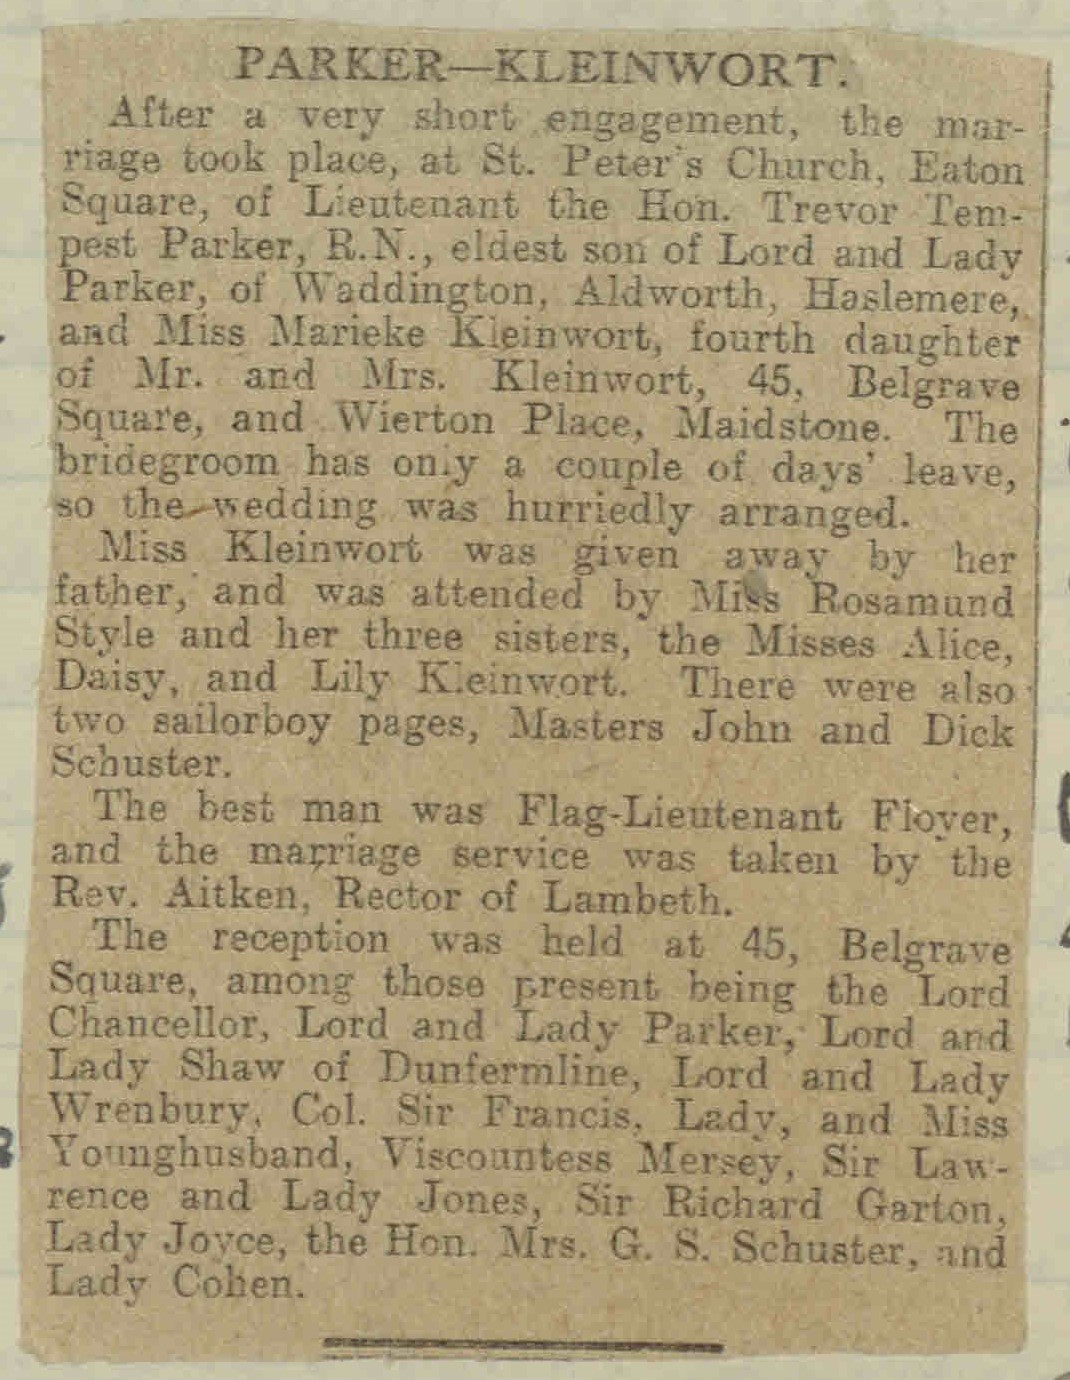 PARKER—KLEINWORT.
After a very short engagement, the mar-
riage took place, at St. Peter's Church, Eaton
Square, of Lieutenant the Hon. Trevor Tem-
pest Parker, R.N., eldest son of Lord and Lady
Parker, of Waddington, Aldworth, Haslemere,
and Miss Marieke Kleinwort, fourth daughter
of Mr. and Mrs. Kleinwort, 45, Belgrave
Square, and Wierton Place, Maidstone. The
bridegroom has only a couple of days' leave,
so the wedding was hurriedly arranged.
Miss Kleinwort was given away by her
father, and was attended by Miss Rosamund
Style and her three sisters, the Misses Alice,
Daisy, and Lily Kleinwort. There were also
two sailorboy pages, Masters John and Dick
Schuster.
The best man was Flag-Lieutenant Floyer,
and the marriage service was taken by the
Rev. Aitken, Rector of Lambeth.
The reception was held at 45, Belgrave
Square, among those present being the Lord
Chancellor, Lord and Lady Parker, Lord and
Lady Shaw of Dunfermline, Lord and Lady
Wrenbury, Col. Sir Francis, Lady, and Miss
Younghusband, Viscountess Mersey, Sir Law-
rence and Lady Jones, Sir Richard Garton,
Lady Joyce, the Hon. Mrs. G. S. Schuster, and
Lady Cohen.